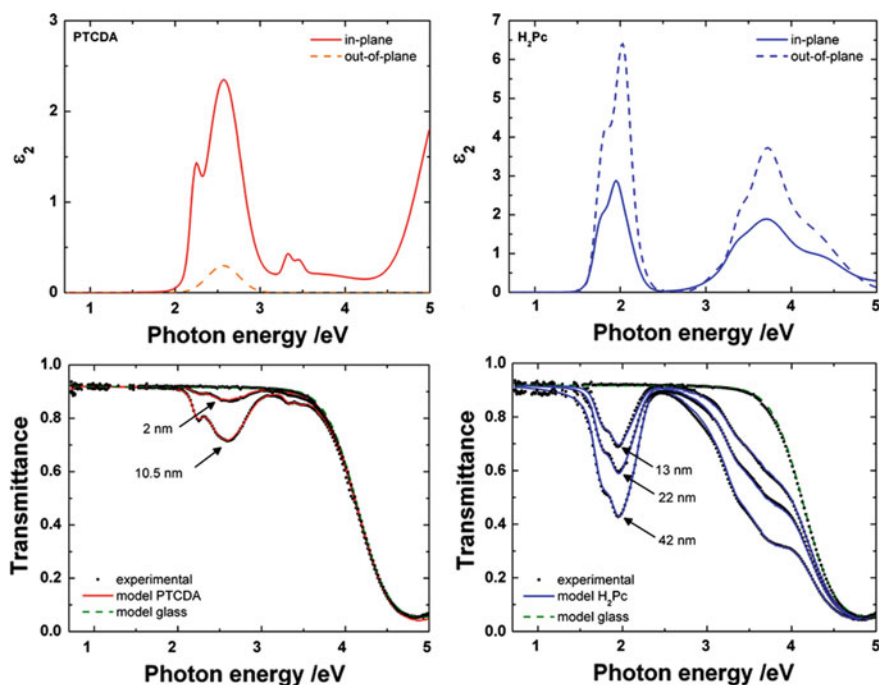 PTCDA
in-plane
out-of-plane
3
2
1
0
ε₂
1 2 3 4 5
Photon energy /eV
H₂Pc
in-plane
out-of-plane
7
6
5
4
3
2
1
0
ε₂
1 2 3 4 5
Photon energy /eV
1.0
0.8
0.6
0.4
0.2
0.0
Transmittance
2 nm
10.5 nm
experimental
model PTCDA
model glass
1 2 3 4 5
Photon energy /eV
1.0
0.8
0.6
0.4
0.2
0.0
Transmittance
13 nm
22 nm
42 nm
experimental
model H₂Pc
model glass
1 2 3 4 5
Photon energy /eV